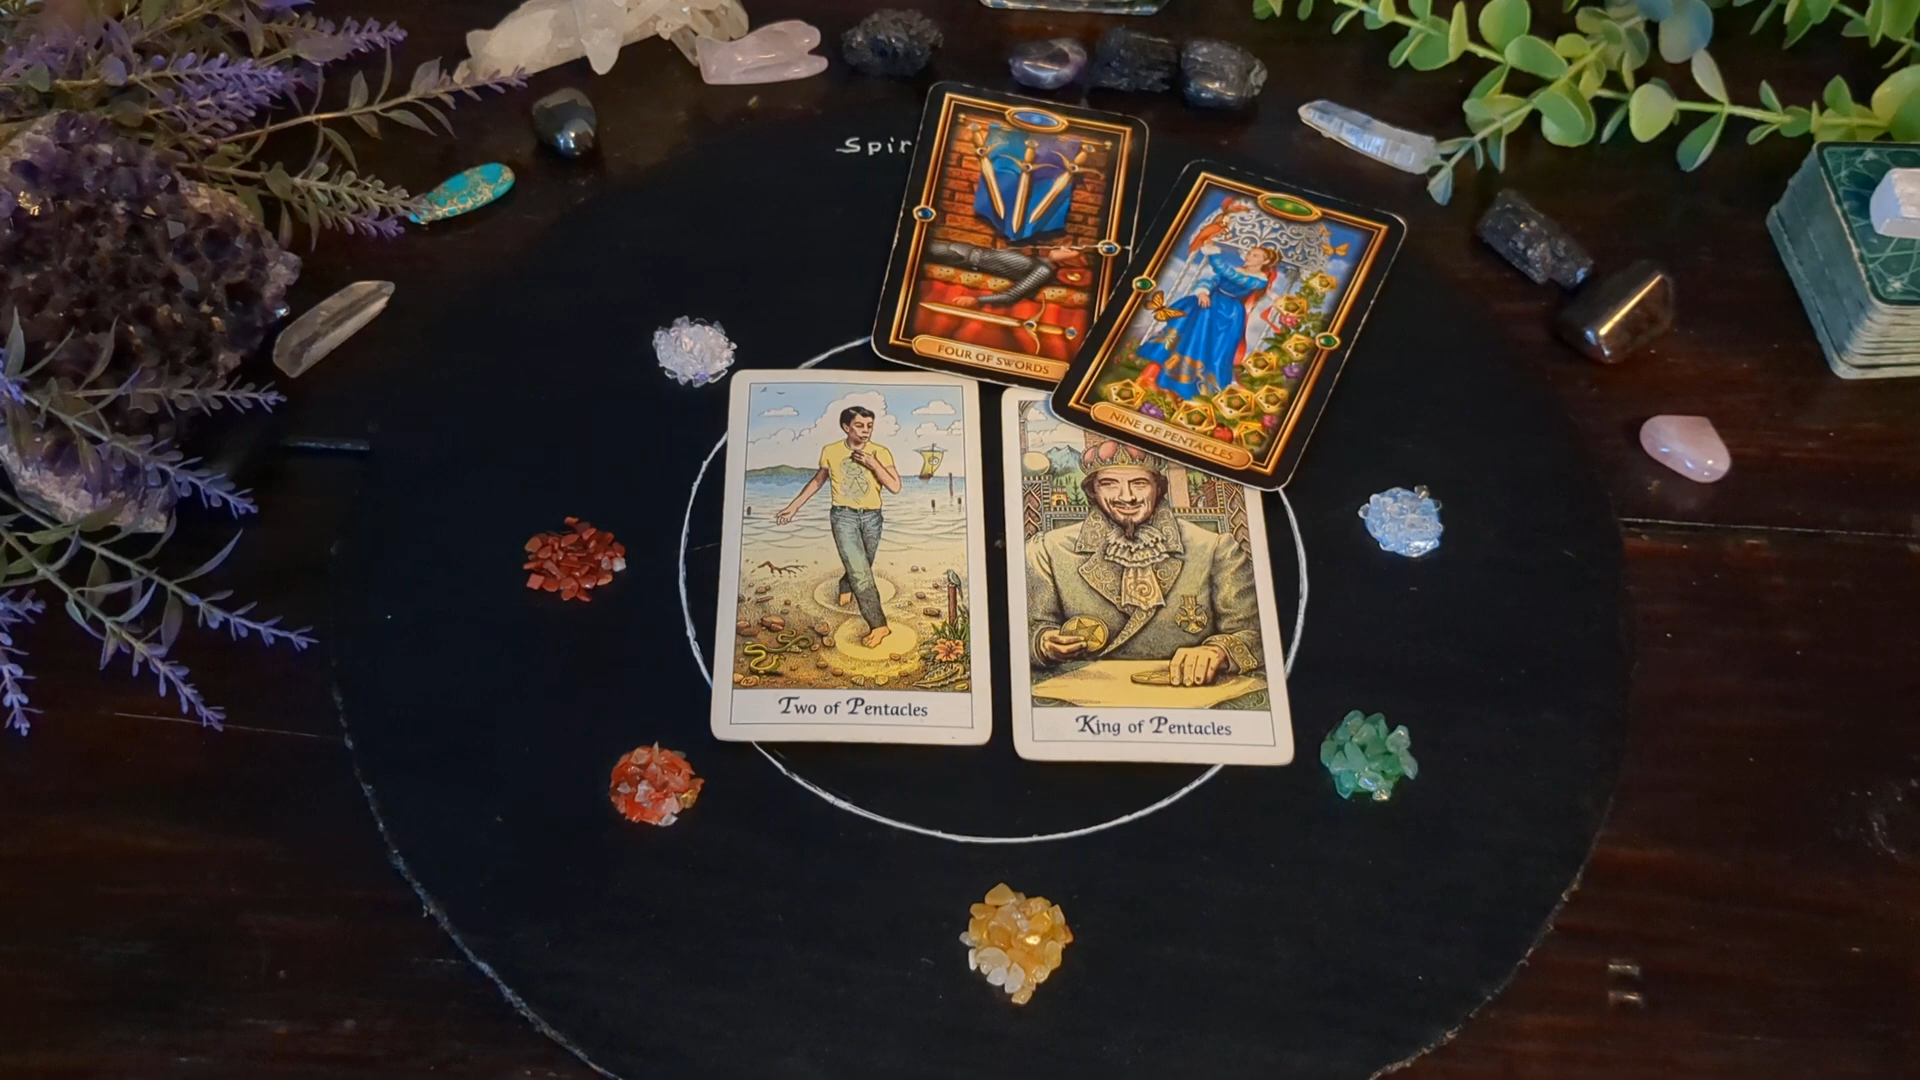 Spir
FOUR OF SWORDS
NINE OF PENTACLES
Two of Pentacles
King of Pentacles